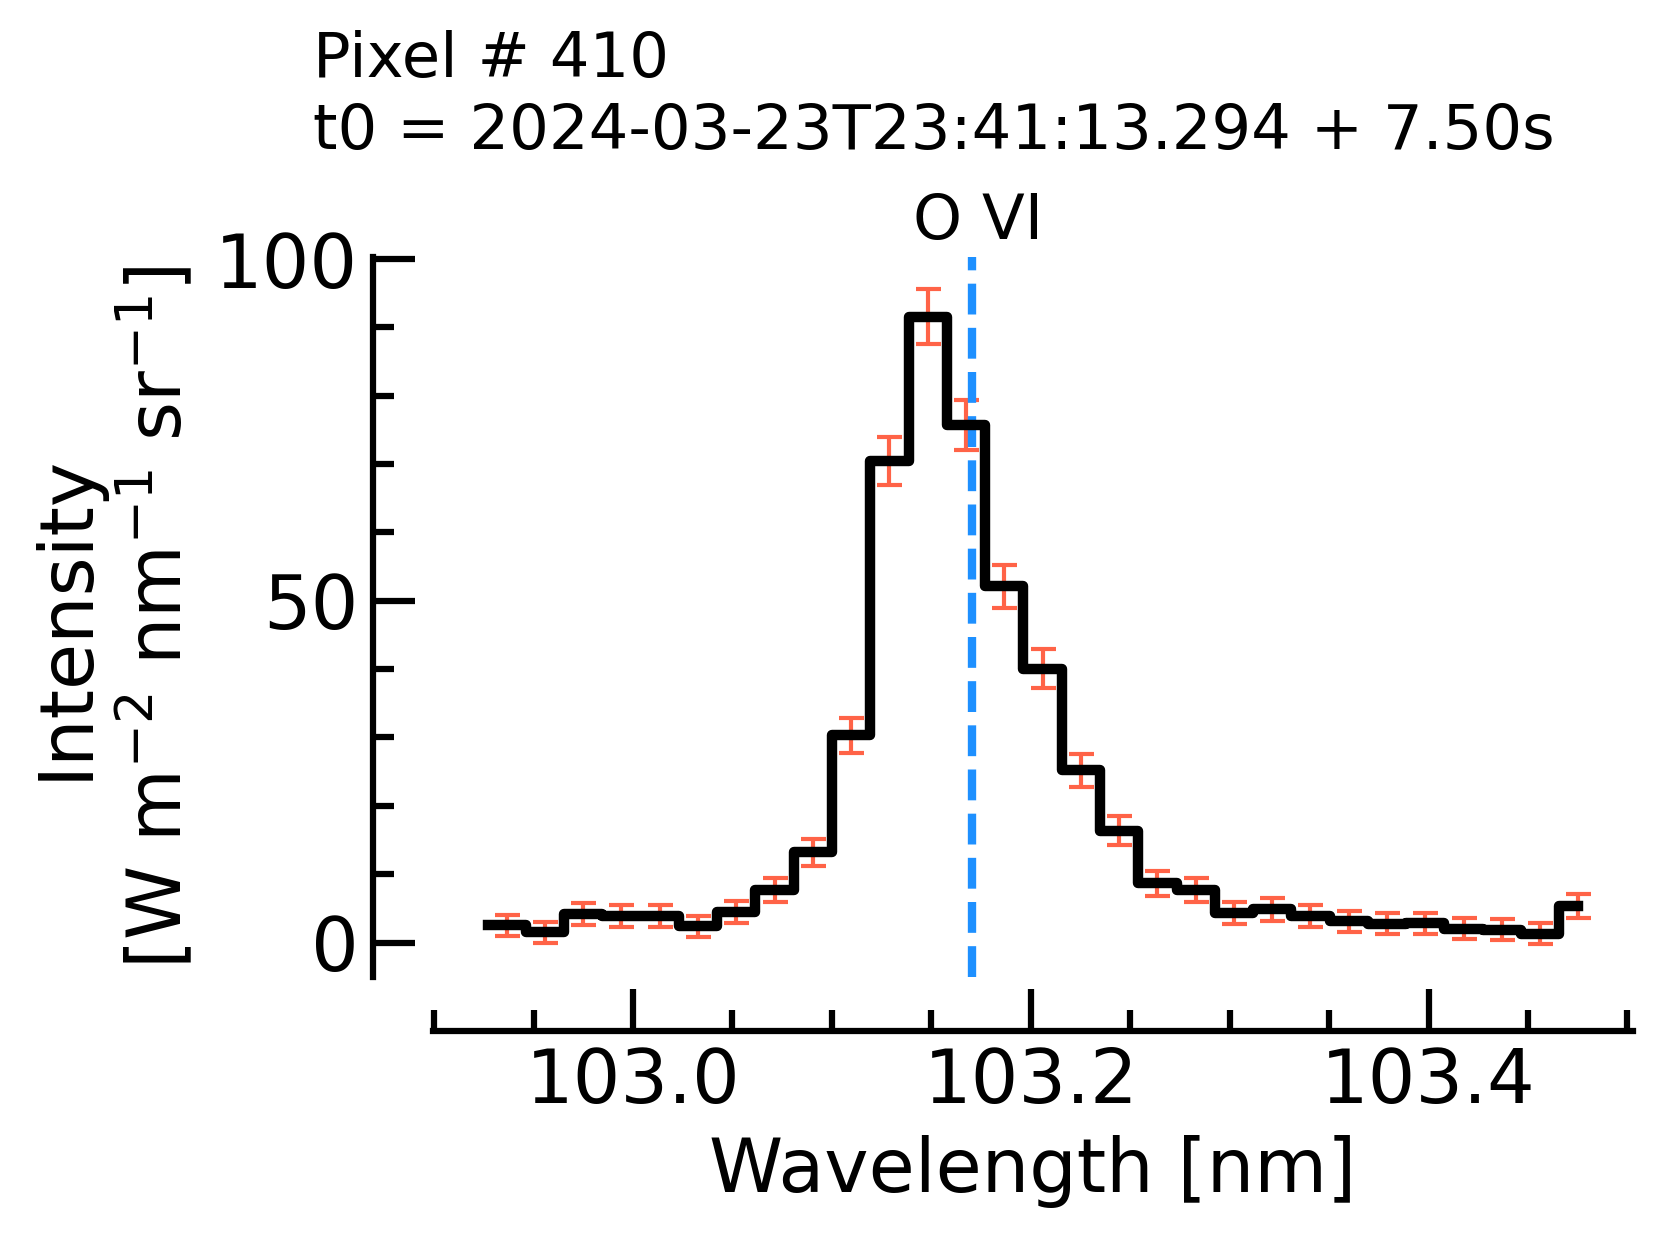 Pixel # 410
t0 = 2024-03-23T23:41:13.294 + 7.50s
O VI
Intensity
[W m⁻² nm⁻¹ sr⁻¹]
100
50
0
103.0 103.2 103.4
Wavelength [nm]